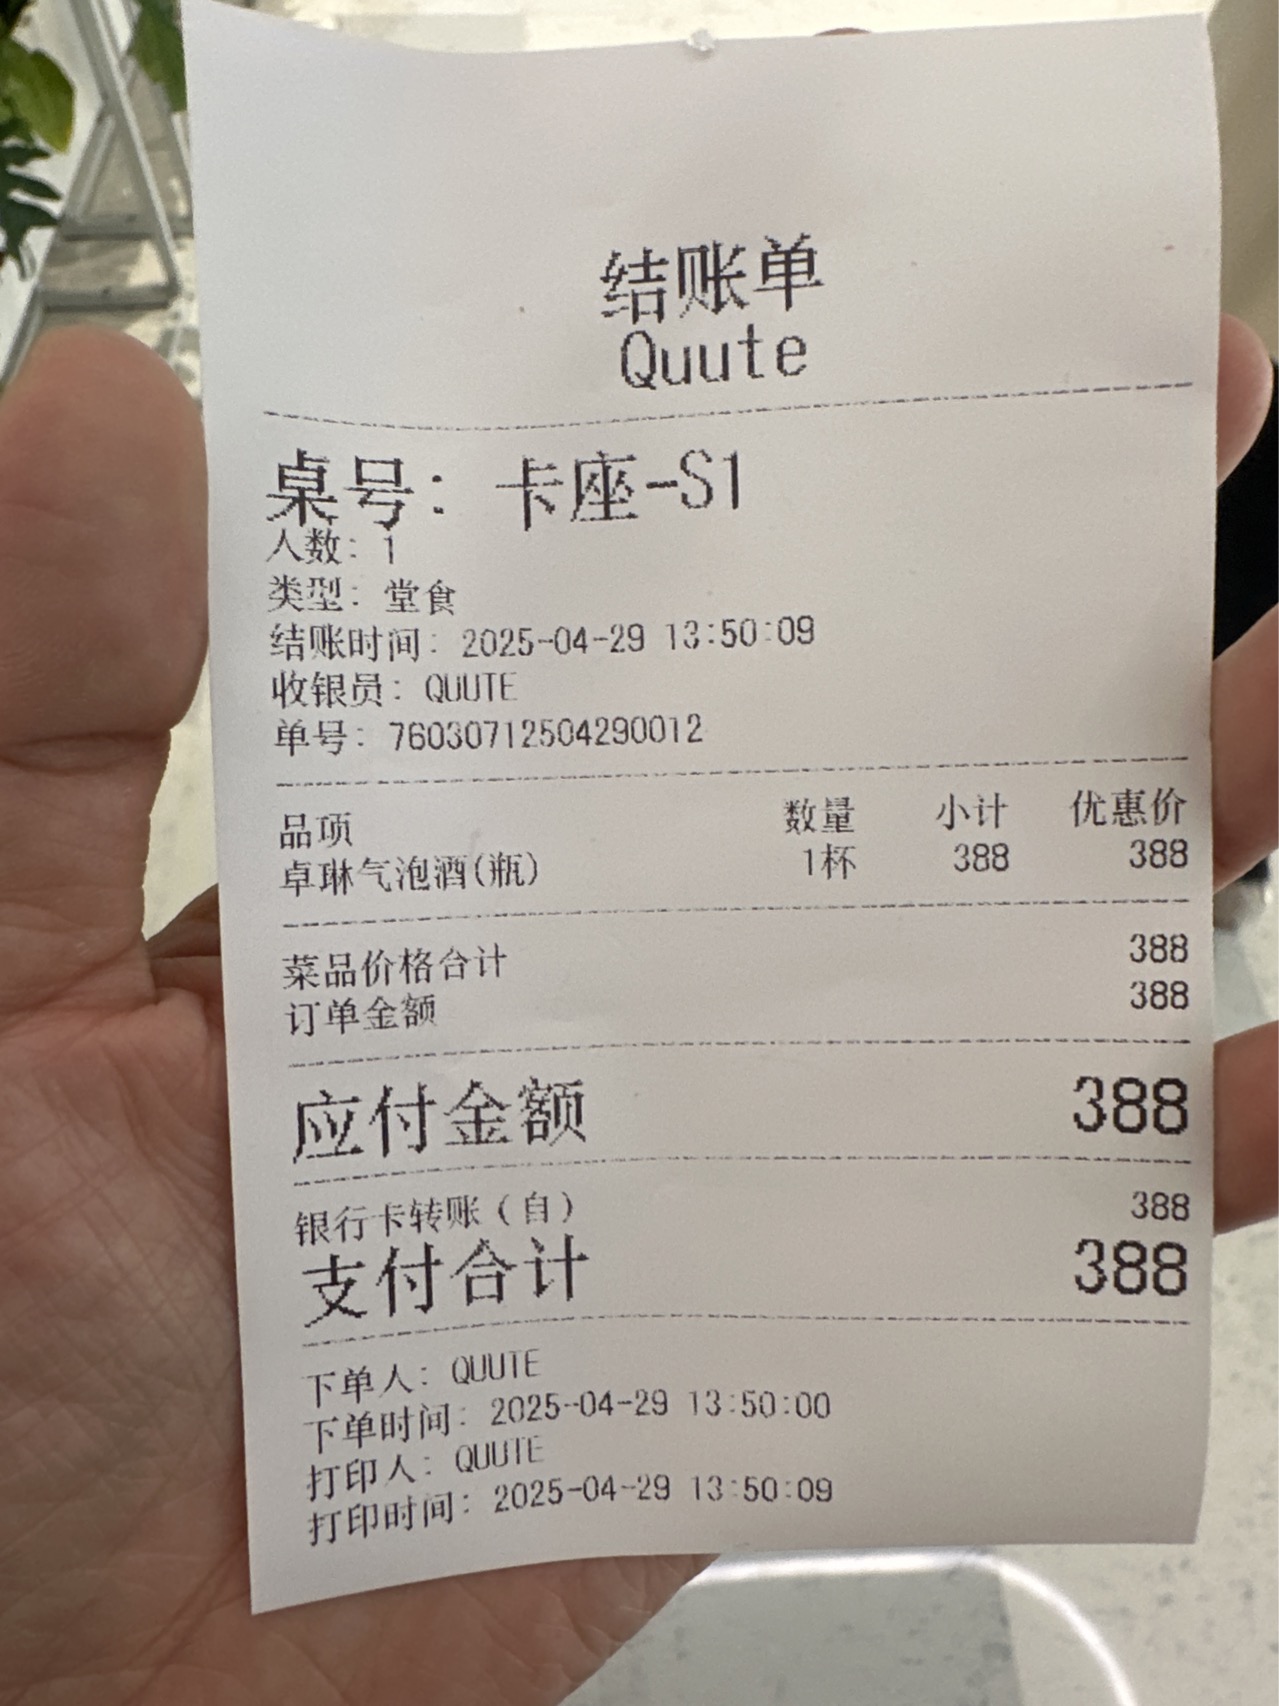 结账单
Quute
桌号: 卡座-S1
人数: 1
类型: 堂食
结账时间: 2025-04-29 13:50:09
收银员: QUUTE
单号: 76030712504290012
品项 数量 小计 优惠价
卓琳气泡酒(瓶) 1杯 388 388
菜品价格合计 388
订单金额 388
应付金额 388
银行卡转账（自） 388
支付合计 388
下单人: QUUTE
下单时间: 2025-04-29 13:50:00
打印人: QUUTE
打印时间: 2025-04-29 13:50:09